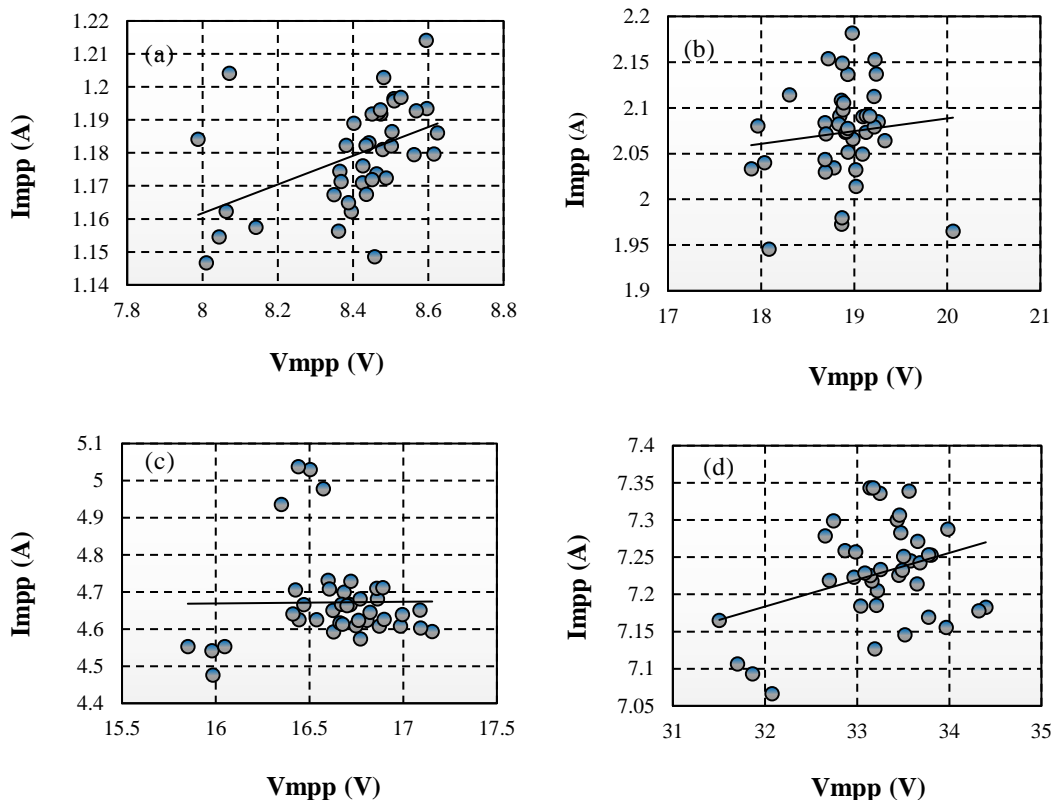 (a)
1.22
1.21
1.2
1.19
1.18
1.17
1.16
1.15
1.14
7.8 8 8.2 8.4 8.6 8.8
Impp (A)
Vmpp (V)
(b)
2.2
2.15
2.1
2.05
2
1.95
1.9
17 18 19 20 21
Impp (A)
Vmpp (V)
(c)
5.1
5
4.9
4.8
4.7
4.6
4.5
4.4
15.5 16 16.5 17 17.5
Impp (A)
Vmpp (V)
(d)
7.4
7.35
7.3
7.25
7.2
7.15
7.1
7.05
31 32 33 34 35
Impp (A)
Vmpp (V)